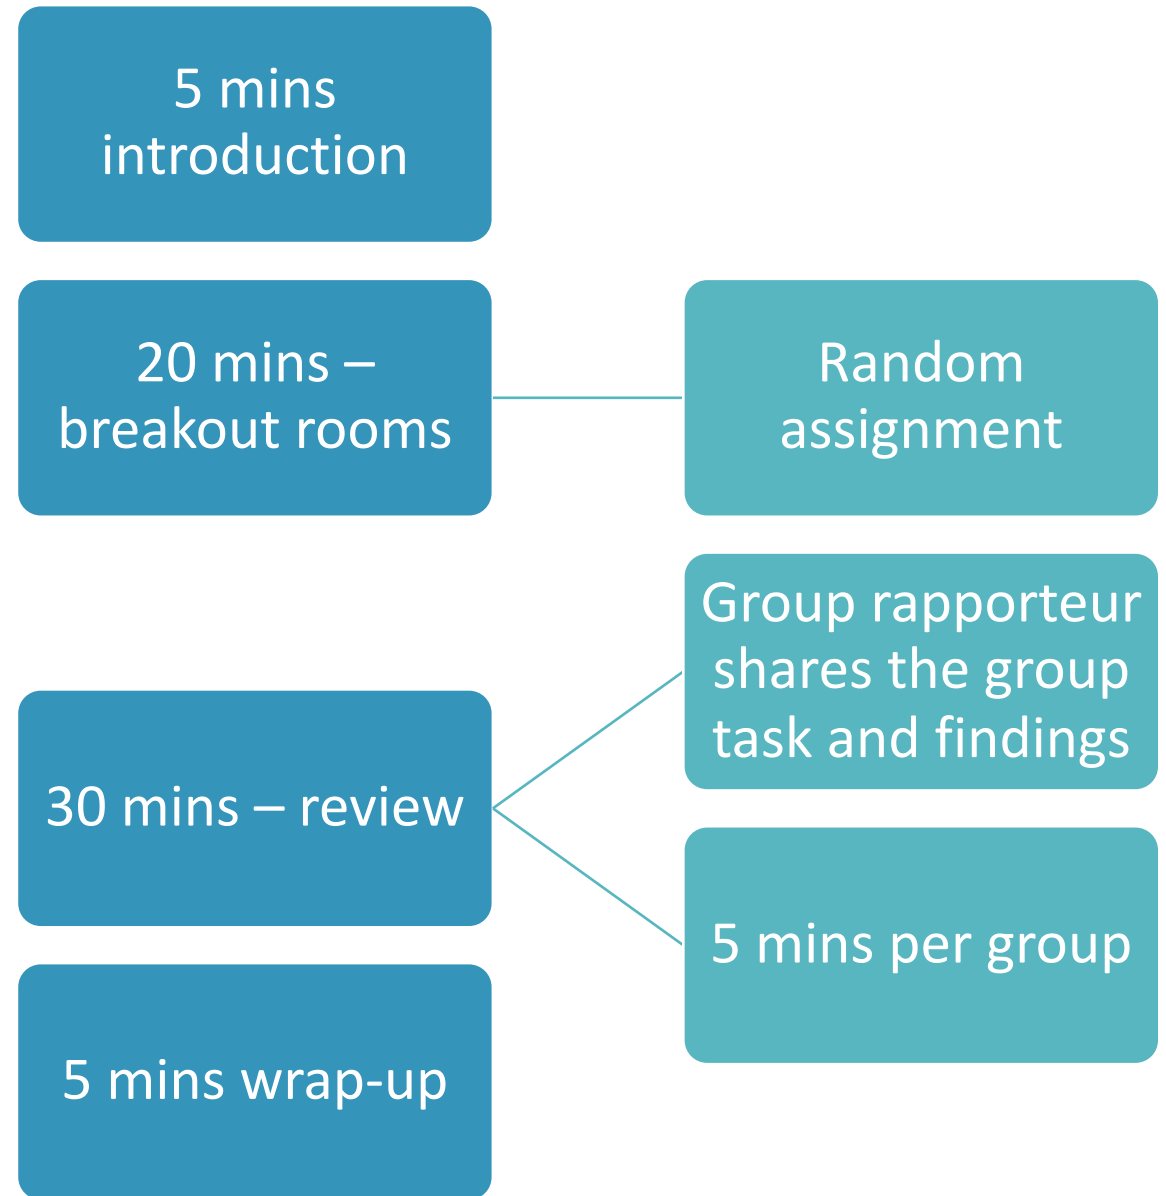 5 mins
introduction
20 mins –
breakout rooms
Random
assignment
30 mins – review
Group rapporteur
shares the group
task and findings
5 mins per group
5 mins wrap-up